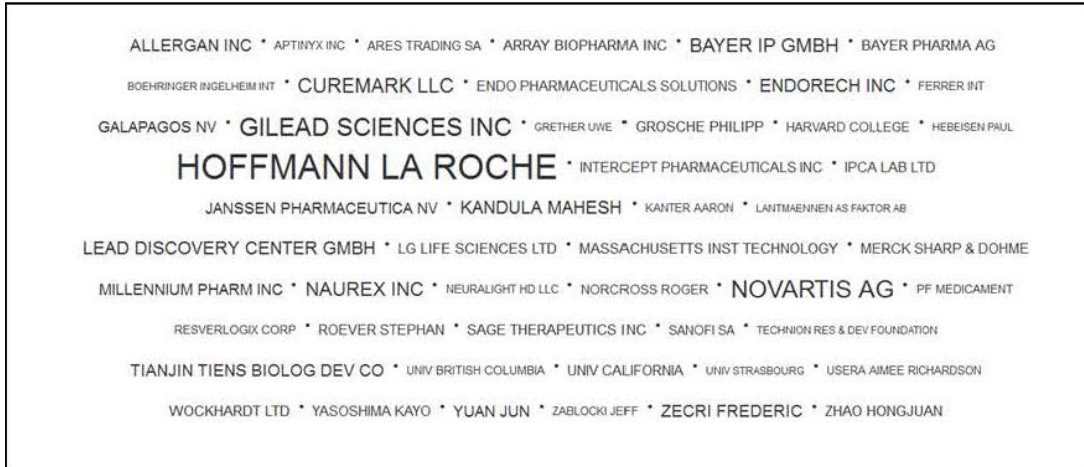 ALLERGAN INC • APTINYX INC • ARES TRADING SA • ARRAY BIOPHARMA INC • BAYER IP GMBH • BAYER PHARMA AG
BOEHRINGER INGELHEIM INT • CUREMARK LLC • ENDO PHARMACEUTICALS SOLUTIONS • ENDORECH INC • FERRER INT
GALAPAGOS NV • GILEAD SCIENCES INC • GRETHER UWE • GROSCHE PHILIPP • HARVARD COLLEGE • HEBEISEN PAUL
HOFFMANN LA ROCHE • INTERCEPT PHARMACEUTICALS INC • IPCA LAB LTD
JANSSEN PHARMACEUTICA NV • KANDULA MAHESH • KANTER AARON • LANTMAENNEN AS FAKTOR AB
LEAD DISCOVERY CENTER GMBH • LG LIFE SCIENCES LTD • MASSACHUSETTS INST TECHNOLOGY • MERCK SHARP & DOHME
MILLENNIUM PHARM INC • NAUREX INC • NEURALIGHT HD LLC • NORCROSS ROGER • NOVARTIS AG • PF MEDICAMENT
RESVERLOGIX CORP • ROEVER STEPHAN • SAGE THERAPEUTICS INC • SANOFI SA • TECHNION RES & DEV FOUNDATION
TIANJIN TIENS BIOLOG DEV CO • UNIV BRITISH COLUMBIA • UNIV CALIFORNIA • UNIV STRASBOURG • USERA AIMEE RICHARDSON
WOCKHARDT LTD • YASOSHIMA KAYO • YUAN JUN • ZABLOCKI JEFF • ZECRI FREDERIC • ZHAO HONGJUAN